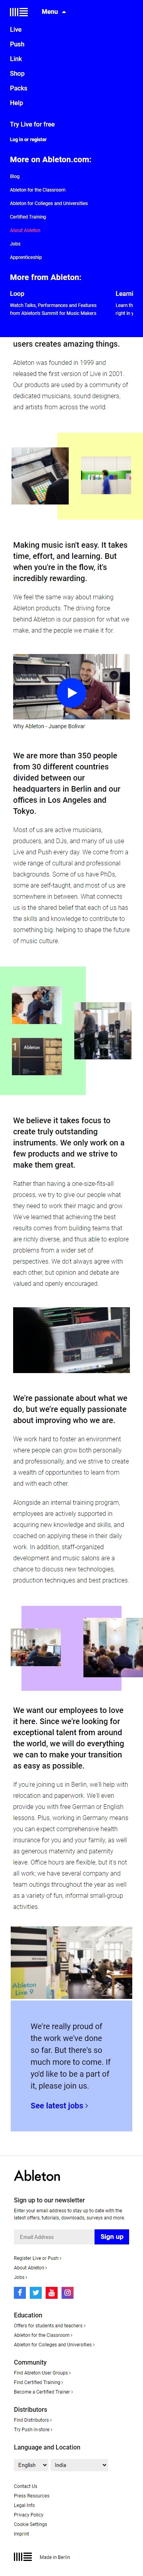 Menu
Live
Push
Link
Shop
Packs
Help
Try Live for free
Log in or register
More on Ableton.com:
Blog
Ableton for the Classroom
Ableton for Colleges and Universities
Certified Training
About Ableton
Jobs
Apprenticeship
More from Ableton:
Loop
Watch Talks, Performances and Features
from Ableton's Summit for Music Makers
Learni
Learn th
right in y
users creates amazing things.
Ableton was founded in 1999 and
released the first version of Live in 2001.
Our products are used by a community of
dedicated musicians, sound designers,
and artists from across the world.
Making music isn't easy. It takes
time, effort, and learning. But
when you're in the flow, it's
incredibly rewarding.
We feel the same way about making
Ableton products. The driving force
behind Ableton is our passion for what we
make, and the people we make it for.
Why Ableton - Juanpe Bolivar
We are more than 350 people
from 30 different countries
divided between our
headquarters in Berlin and our
offices in Los Angeles and
Tokyo.
Most of us are active musicians,
producers, and DJs, and many of us use
Live and Push every day. We come from a
wide range of cultural and professional
backgrounds. Some of us have PhDs,
some are self-taught, and most of us are
somewhere in between. What connects
us is the shared belief that each of us has
the skills and knowledge to contribute to
something big: helping to shape the future
of music culture.
Ableton
We believe it takes focus to
create truly outstanding
instruments. We only work on a
few products and we strive to
make them great.
Rather than having a one-size-fits-all
process, we try to give our people what
they need to work their magic and grow.
We've learned that achieving the best
results comes from building teams that
are richly diverse, and thus able to explore
problems from a wider set of
perspectives. We don't always agree with
each other, but opinion and debate are
valued and openly encouraged.
We're passionate about what we
do, but we're equally passionate
about improving who we are.
We work hard to foster an environment
where people can grow both personally
and professionally, and we strive to create
a wealth of opportunities to learn from
and with each other.
Alongside an internal training program,
employees are actively supported in
acquiring new knowledge and skills, and
coached on applying these in their daily
work. In addition, staff-organized
development and music salons are a
chance to discuss new technologies,
production techniques and best practices.
We want our employees to love
it here. Since we're looking for
exceptional talent from around
the world, we will do everything
we can to make your transition
as easy as possible.
If you're joining us in Berlin, we'll help with
relocation and paperwork. We'll even
provide you with free German or English
lessons. Plus, working in Germany means
you can expect comprehensive health
insurance for you and your family, as well
as generous maternity and paternity
leave. Office hours are flexible, but it's not
all work; we have several company and
team outings throughout the year as well
as a variety of fun, informal small-group
activities.
Ableton
Live 9
We're really proud of
the work we've done
so far. But there's so
much more to come. If
you'd like to be a part of
it, please join us.
See latest jobs ›
Ableton
Sign up to our newsletter
Enter your email address to stay up to date with the
latest offers, tutorials, downloads, surveys and more.
Email Address
Sign up
Register Live or Push ›
About Ableton ›
Jobs ›
Education
Offers for students and teachers ›
Ableton for the Classroom ›
Ableton for Colleges and Universities ›
Community
Find Ableton User Groups ›
Find Certified Training ›
Become a Certified Trainer ›
Distributors
Find Distributors ›
Try Push in-store ›
Language and Location
English
India
Contact Us
Press Resources
Legal Info
Privacy Policy
Cookie Settings
Imprint
Made in Berlin